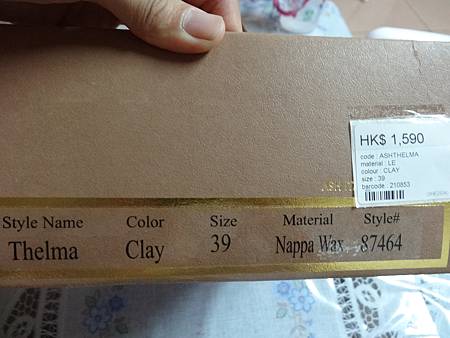 HK$ 1,590
code : ASHTHELMA
material : LE
colour : CLAY
size : 39
barcode : 210853
Style Name Color Size Material Style#
Thelma Clay 39 Nappa Wax 87464